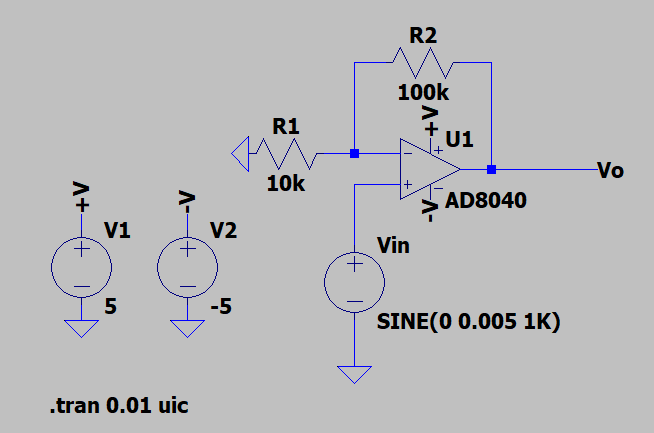 R2
100k
+V
R1
U1
10k
Vo
-V
AD8040
+V
-V
V1
V2
Vin
5
-5
SINE(0 0.005 1K)
.tran 0.01 uic